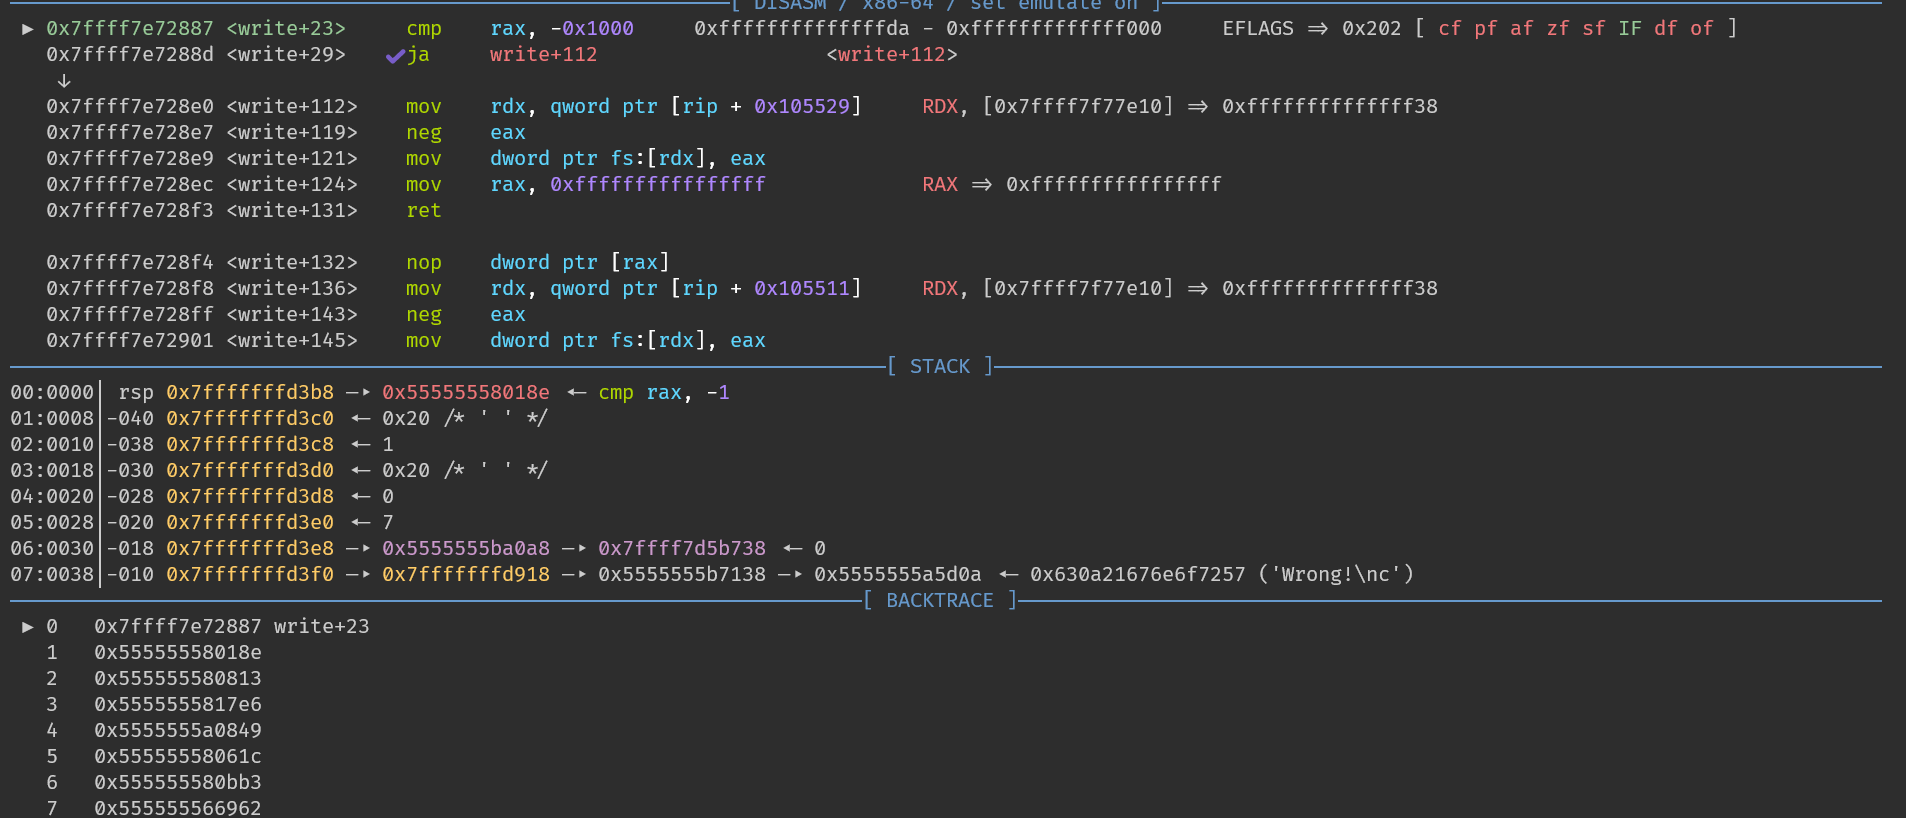 [ DISASM / x86-64 / set emulate on ]
► 0x7ffff7e72887 <write+23> cmp rax, -0x1000 0xffffffffffffffda - 0xfffffffffffff000 EFLAGS => 0x202 [ cf pf af zf sf IF df of ]
0x7ffff7e7288d <write+29> ✔ ja write+112 <write+112>
↓
0x7ffff7e728e0 <write+112> mov rdx, qword ptr [rip + 0x105529] RDX, [0x7ffff7f77e10] => 0xffffffffffffff38
0x7ffff7e728e7 <write+119> neg eax
0x7ffff7e728e9 <write+121> mov dword ptr fs:[rdx], eax
0x7ffff7e728ec <write+124> mov rax, 0xffffffffffffffff RAX => 0xffffffffffffffff
0x7ffff7e728f3 <write+131> ret
0x7ffff7e728f4 <write+132> nop dword ptr [rax]
0x7ffff7e728f8 <write+136> mov rdx, qword ptr [rip + 0x105511] RDX, [0x7ffff7f77e10] => 0xffffffffffffff38
0x7ffff7e728ff <write+143> neg eax
0x7ffff7e72901 <write+145> mov dword ptr fs:[rdx], eax
[ STACK ]
00:0000│ rsp 0x7fffffffd3b8 —▸ 0x55555558018e ◂— cmp rax, -1
01:0008│-040 0x7fffffffd3c0 ◂— 0x20 /* ' ' */
02:0010│-038 0x7fffffffd3c8 ◂— 1
03:0018│-030 0x7fffffffd3d0 ◂— 0x20 /* ' ' */
04:0020│-028 0x7fffffffd3d8 ◂— 0
05:0028│-020 0x7fffffffd3e0 ◂— 7
06:0030│-018 0x7fffffffd3e8 —▸ 0x5555555ba0a8 —▸ 0x7ffff7d5b738 ◂— 0
07:0038│-010 0x7fffffffd3f0 —▸ 0x7fffffffd918 —▸ 0x5555555b7138 —▸ 0x5555555a5d0a ◂— 0x630a21676e6f7257 ('Wrong!\nc')
[ BACKTRACE ]
► 0 0x7ffff7e72887 write+23
1 0x55555558018e
2 0x555555580813
3 0x5555555817e6
4 0x5555555a0849
5 0x55555558061c
6 0x555555580bb3
7 0x555555566962